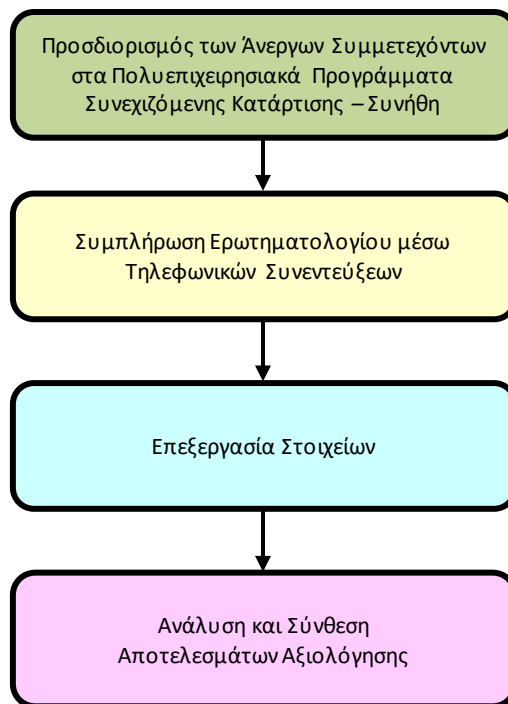 Προσδιορισμός των Άνεργων Συμμετεχόντων
στα Πολυεπιχειρησιακά Προγράμματα
Συνεχιζόμενης Κατάρτισης – Συνήθη
Συμπλήρωση Ερωτηματολογίου μέσω
Τηλεφωνικών Συνεντεύξεων
Επεξεργασία Στοιχείων
Ανάλυση και Σύνθεση
Αποτελεσμάτων Αξιολόγησης